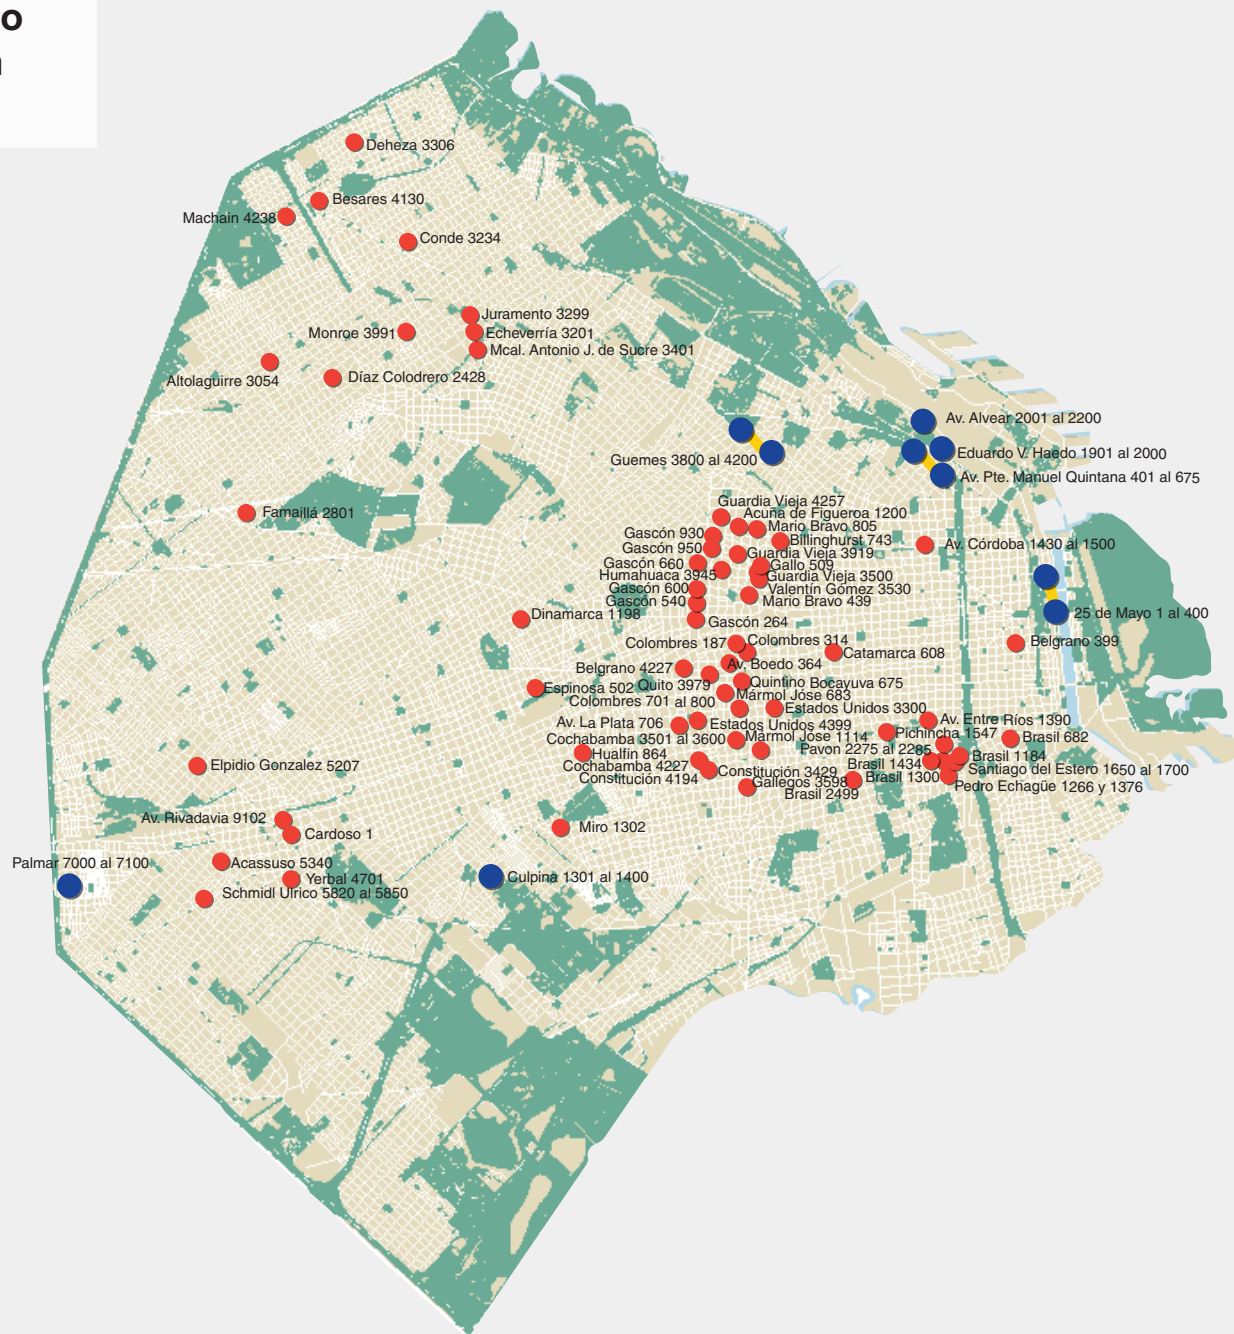 o
Deheza 3306
Besares 4130
Machain 4238
Conde 3234
Juramento 3299
Monroe 3991
Echeverría 3201
Mcal. Antonio J. de Sucre 3401
Altolaguirre 3054
Díaz Colodrero 2428
Av. Alvear 2001 al 2200
Eduardo V. Haedo 1901 al 2000
Guemes 3800 al 4200
Av. Pte. Manuel Quintana 401 al 675
Guardia Vieja 4257
Famaillá 2801
Acuña de Figueroa 1200
Mario Bravo 805
Gascón 930
Billinghurst 743
Av. Córdoba 1430 al 1500
Gascón 950
Guardia Vieja 3919
Gascón 660
Gallo 509
Humahuaca 3945
Guardia Vieja 3500
Gascón 600
Valentín Gómez 3530
Gascón 540
Mario Bravo 439
Dinamarca 1198
25 de Mayo 1 al 400
Gascón 264
Colombres 187
Colombres 314
Belgrano 399
Catamarca 608
Belgrano 4227
Av. Boedo 364
Espinosa 502
Quito 3979
Quintino Bocayuva 675
Mármol Jóse 683
Colombres 701 al 800
Estados Unidos 3300
Av. La Plata 706
Estados Unidos 4399
Av. Entre Ríos 1390
Cochabamba 3501 al 3600
Mármol Jóse 1114
Pichincha 1547
Brasil 682
Hualfin 864
Pavon 2275 al 2285
Brasil 1184
Elpidio Gonzalez 5207
Cochabamba 4227
Brasil 1434
Santiago del Estero 1650 al 1700
Constitución 4194
Constitución 3429
Gallegos 3598
Brasil 1300
Pedro Echagüe 1266 y 1376
Brasil 2499
Av. Rivadavia 9102
Cardoso 1
Miro 1302
Palmar 7000 al 7100
Acassuso 5340
Yerbal 4701
Culpina 1301 al 1400
Schmidl Ulrico 5820 al 5850